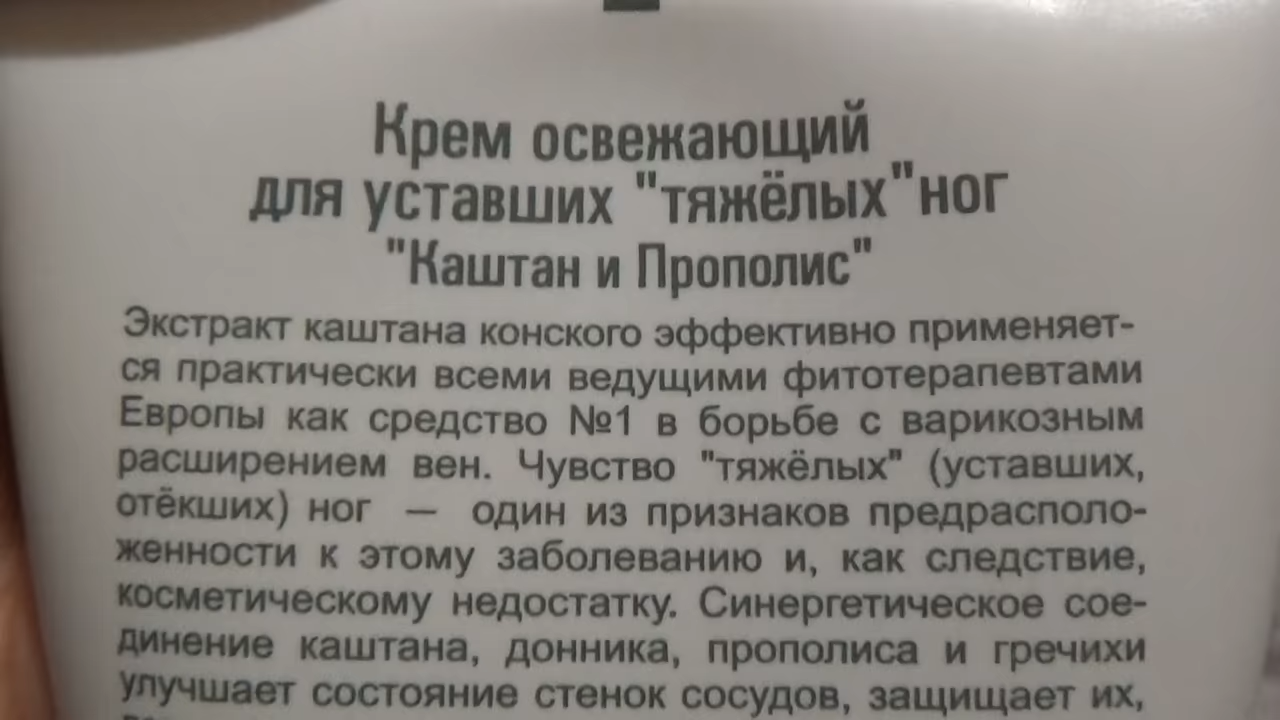 Крем освежающий
для уставших "тяжёлых"ног
"Каштан и Прополис"
Экстракт каштана конского эффективно применяет-
ся практически всеми ведущими фитотерапевтами
Европы как средство №1 в борьбе с варикозным
расширением вен. Чувство "тяжёлых" (уставших,
отёкших) ног — один из признаков предрасполо-
женности к этому заболеванию и, как следствие,
косметическому недостатку. Синергетическое сое-
динение каштана, донника, прополиса и гречихи
улучшает состояние стенок сосудов, защищает их,